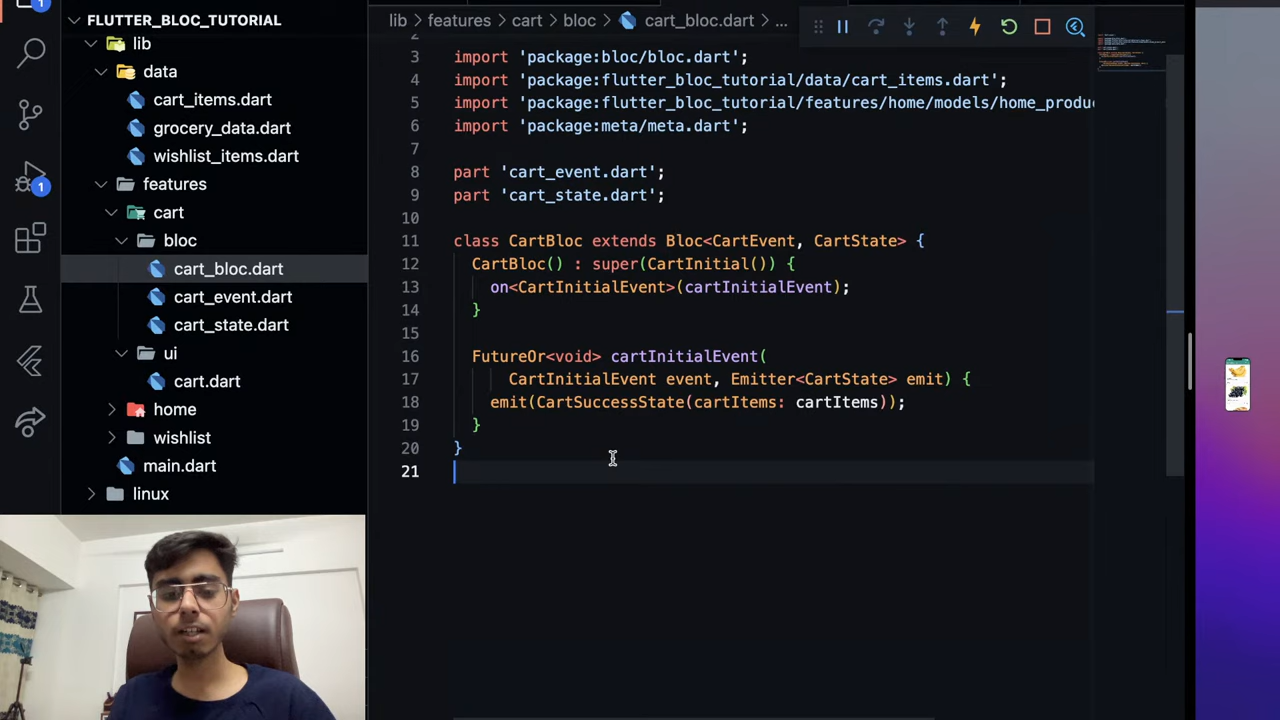 FLUTTER_BLOC_TUTORIAL
lib
data
cart_items.dart
grocery_data.dart
wishlist_items.dart
features
cart
bloc
cart_bloc.dart
cart_event.dart
cart_state.dart
ui
cart.dart
home
wishlist
main.dart
linux
1
lib > features > cart > bloc > cart_bloc.dart > ...
2
3 import 'package:bloc/bloc.dart';
4 import 'package:flutter_bloc_tutorial/data/cart_items.dart';
5 import 'package:flutter_bloc_tutorial/features/home/models/home_produc
6 import 'package:meta/meta.dart';
7
8 part 'cart_event.dart';
9 part 'cart_state.dart';
10
11 class CartBloc extends Bloc<CartEvent, CartState> {
12 CartBloc() : super(CartInitial()) {
13 on<CartInitialEvent>(cartInitialEvent);
14 }
15
16 FutureOr<void> cartInitialEvent(
17 CartInitialEvent event, Emitter<CartState> emit) {
18 emit(CartSuccessState(cartItems: cartItems));
19 }
20 }
21